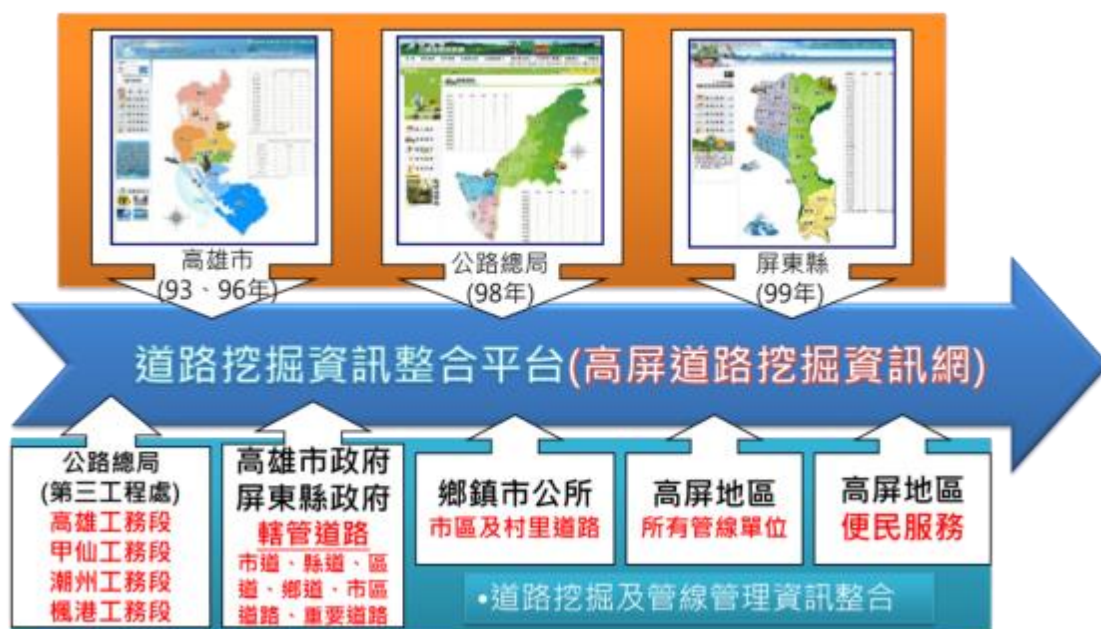 高雄市
(93、96年)
公路總局
(98年)
屏東縣
(99年)
道路挖掘資訊整合平台(高屏道路挖掘資訊網)
公路總局
(第三工程處)
高雄工務段
甲仙工務段
潮州工務段
楓港工務段
高雄市政府
屏東縣政府
轄管道路
市道、縣道、區
道、鄉道、市區
道路、重要道路
鄉鎮市公所
市區及村里道路
高屏地區
所有管線單位
高屏地區
便民服務
•道路挖掘及管線管理資訊整合